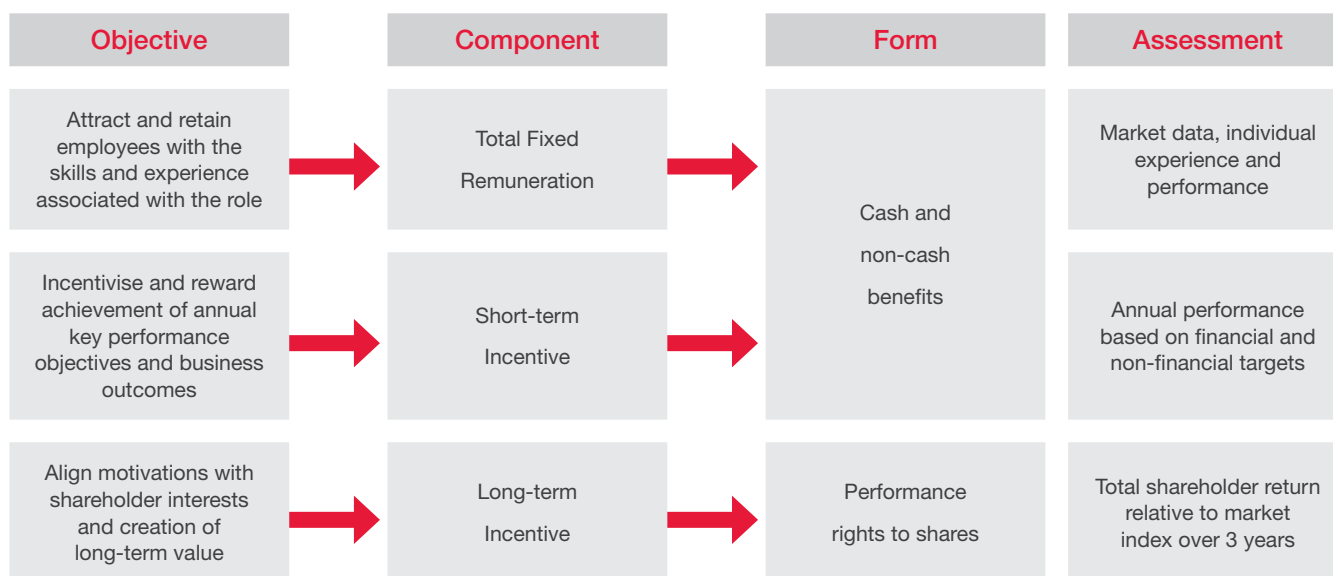 Objective
Component
Form
Assessment
Attract and retain
employees with the
skills and experience
associated with the role
Total Fixed
Remuneration
Cash and
non-cash
benefits
Market data, individual
experience and
performance
Incentivise and reward
achievement of annual
key performance
objectives and business
outcomes
Short-term
Incentive
Annual performance
based on financial and
non-financial targets
Align motivations with
shareholder interests
and creation of
long-term value
Long-term
Incentive
Performance
rights to shares
Total shareholder return
relative to market
index over 3 years